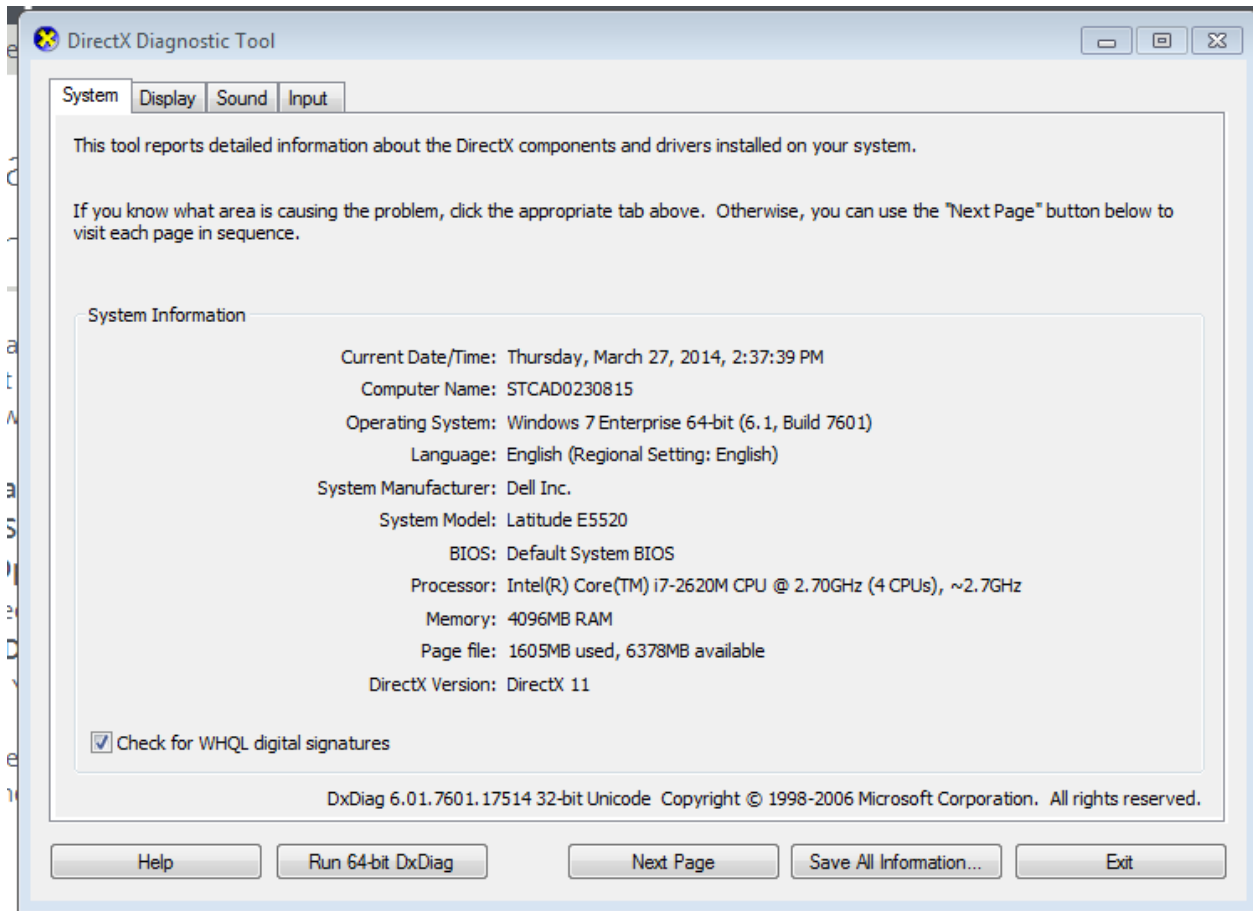 DirectX Diagnostic Tool
System Display Sound Input
This tool reports detailed information about the DirectX components and drivers installed on your system.
If you know what area is causing the problem, click the appropriate tab above.  Otherwise, you can use the "Next Page" button below to
visit each page in sequence.
System Information
Current Date/Time: Thursday, March 27, 2014, 2:37:39 PM
Computer Name: STCAD0230815
Operating System: Windows 7 Enterprise 64-bit (6.1, Build 7601)
Language: English (Regional Setting: English)
System Manufacturer: Dell Inc.
System Model: Latitude E5520
BIOS: Default System BIOS
Processor: Intel(R) Core(TM) i7-2620M CPU @ 2.70GHz (4 CPUs), ~2.7GHz
Memory: 4096MB RAM
Page file: 1605MB used, 6378MB available
DirectX Version: DirectX 11
Check for WHQL digital signatures
DxDiag 6.01.7601.17514 32-bit Unicode  Copyright © 1998-2006 Microsoft Corporation.  All rights reserved.
Help Run 64-bit DxDiag Next Page Save All Information... Exit